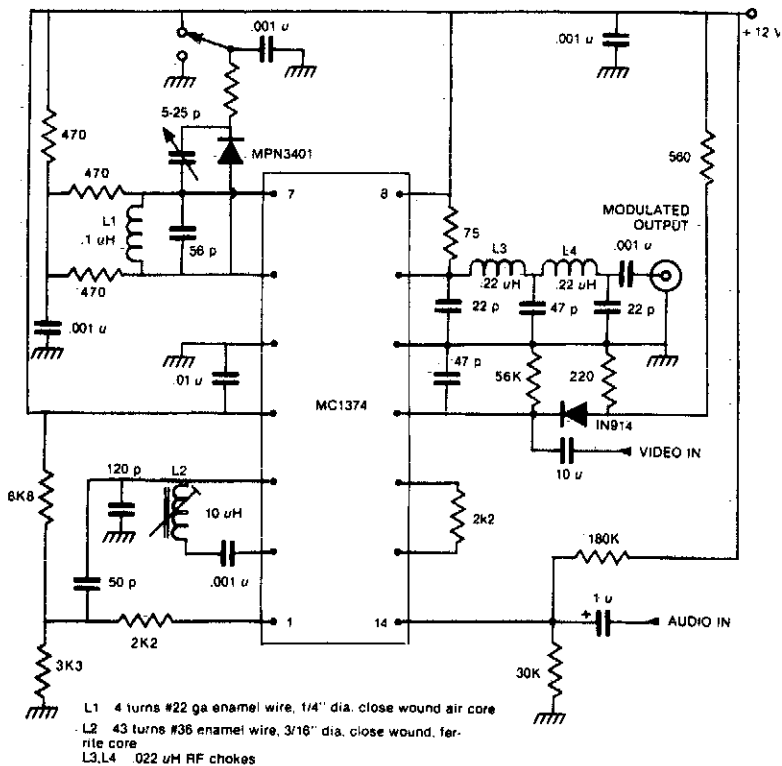 .001 u
.001 u
+ 12 V
470
5-25 p
MPN3401
560
470
7
8
MODULATED
OUTPUT
L1
.1 uH
56 p
75
L3
L4
.001 u
470
.22 uH
.22 uH
22 p
47 p
22 p
.001 u
.01 u
47 p
56K
220
MC1374
IN914
VIDEO IN
10 u
120 p
L2
6K8
10 uH
2k2
180K
50 p
.001 u
1 u
+
1
14
AUDIO IN
2K2
3K3
30K
L1 4 turns #22 ga enamel wire, 1/4" dia. close wound air core
L2 43 turns #36 enamel wire, 3/16" dia. close wound, fer-
rite core
L3,L4 .022 uH RF chokes